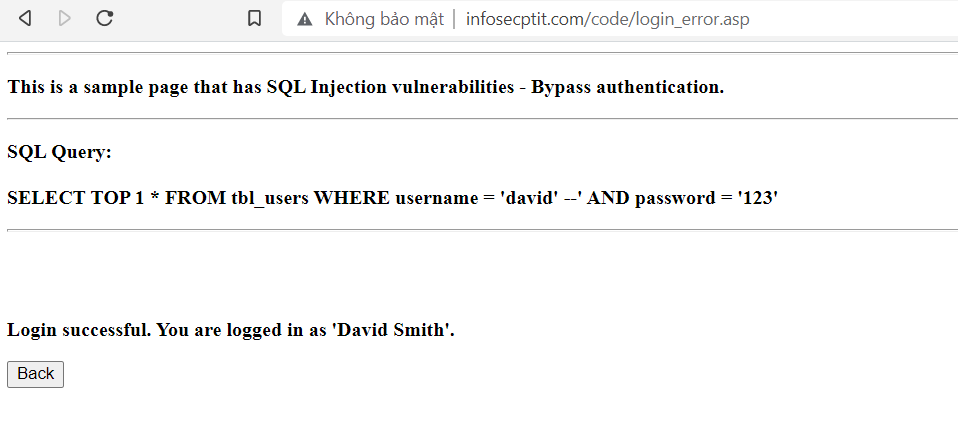 Không bảo mật | infosecptit.com/code/login_error.asp
This is a sample page that has SQL Injection vulnerabilities - Bypass authentication.
SQL Query:
SELECT TOP 1 * FROM tbl_users WHERE username = 'david' --' AND password = '123'
Login successful. You are logged in as 'David Smith'.
Back